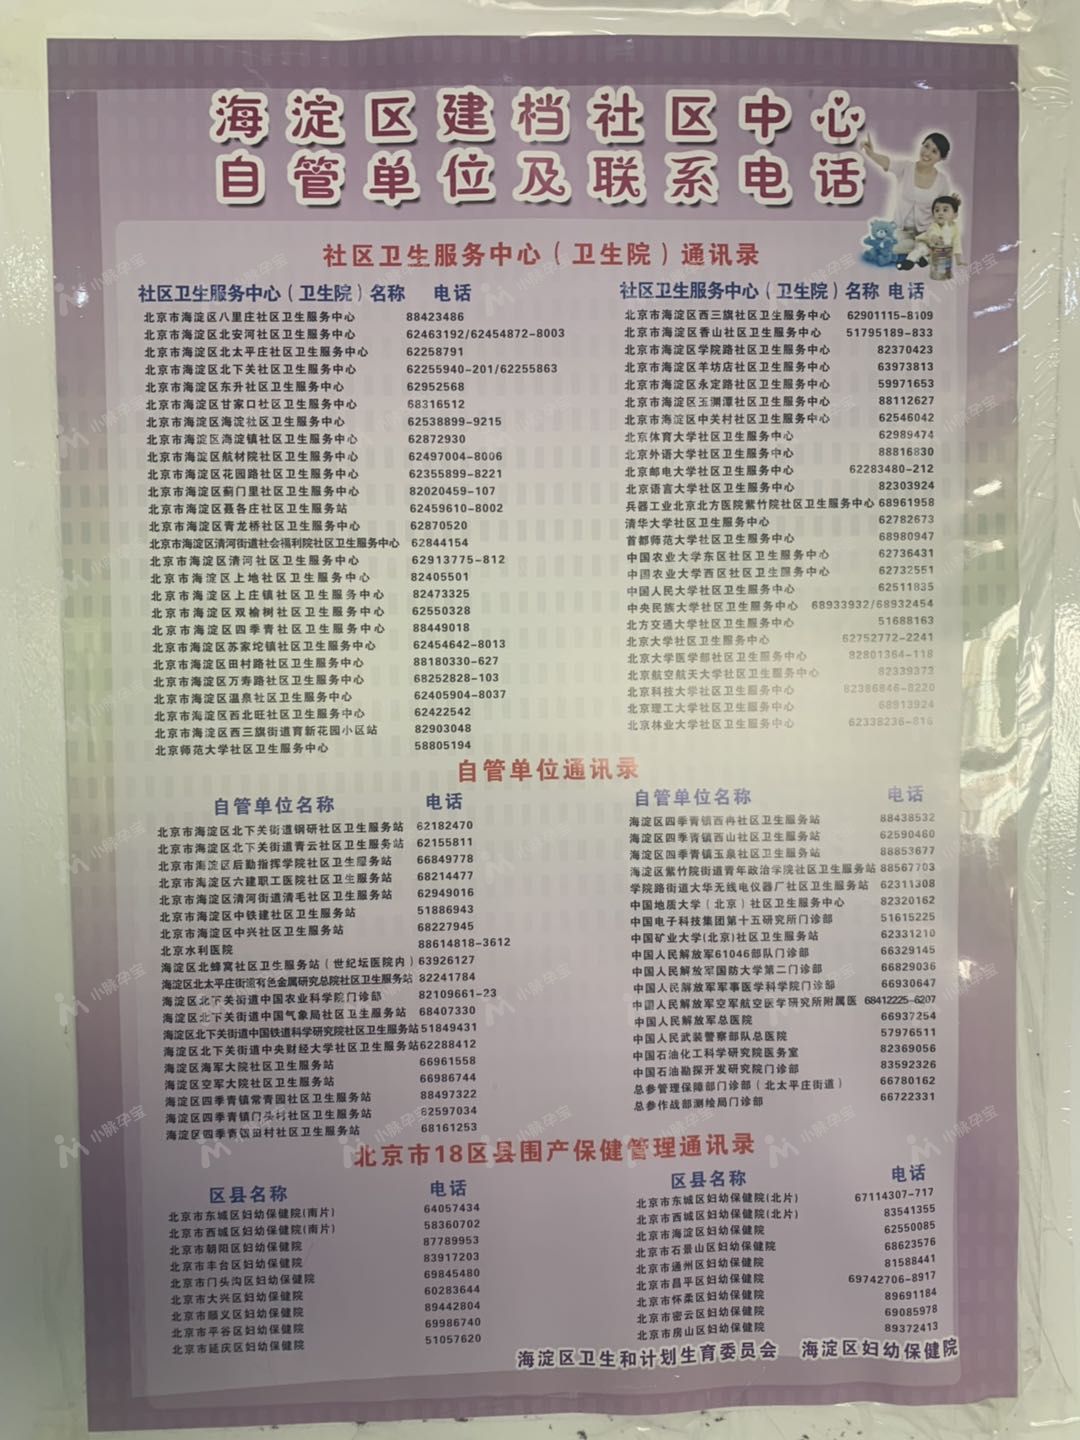 海淀区建档社区中心
自管单位及联系电话
社区卫生服务中心（卫生院）通讯录
社区卫生服务中心（卫生院）名称 电话
北京市海淀区八里庄社区卫生服务中心 88423486
北京市海淀区北安河社区卫生服务中心 62463192/62454872-8003
北京市海淀区北太平庄社区卫生服务中心 62258791
北京市海淀区北下关社区卫生服务中心 62255940-201/62255863
北京市海淀区东升社区卫生服务中心 62952568
北京市海淀区甘家口社区卫生服务中心 68316512
北京市海淀区海淀社区卫生服务中心 62538899-9215
北京市海淀区海淀镇社区卫生服务中心 62872930
北京市海淀区航材院社区卫生服务中心 62497004-8006
北京市海淀区花园路社区卫生服务中心 62355899-8221
北京市海淀区蓟门里社区卫生服务中心 82020459-107
北京市海淀区聂各庄社区卫生服务站 62459610-8002
北京市海淀区青龙桥社区卫生服务中心 62870520
北京市海淀区清河街道社会福利院社区卫生服务中心 62844154
北京市海淀区清河社区卫生服务中心 62913775-812
北京市海淀区上地社区卫生服务中心 82405501
北京市海淀区上庄镇社区卫生服务中心 82473325
北京市海淀区双榆树社区卫生服务中心 62550328
北京市海淀区四季青社区卫生服务中心 88449018
北京市海淀区苏家坨镇社区卫生服务中心 62454642-8013
北京市海淀区田村路社区卫生服务中心 88180330-627
北京市海淀区万寿路社区卫生服务中心 68252828-103
北京市海淀区温泉社区卫生服务中心 62405904-8037
北京市海淀区西北旺社区卫生服务中心 62422542
北京市海淀区西三旗街道育新花园小区站 82903048
北京师范大学社区卫生服务中心 58805194
社区卫生服务中心（卫生院）名称 电话
北京市海淀区西三旗社区卫生服务中心 62901115-8109
北京市海淀区香山社区卫生服务中心 51795189-833
北京市海淀区学院路社区卫生服务中心 82370423
北京市海淀区羊坊店社区卫生服务中心 63973813
北京市海淀区永定路社区卫生服务中心 59971653
北京市海淀区玉渊潭社区卫生服务中心 88112627
北京市海淀区中关村社区卫生服务中心 62546042
北京体育大学社区卫生服务中心 62989474
北京外语大学社区卫生服务中心 88816830
北京邮电大学社区卫生服务中心 62283480-212
北京语言大学社区卫生服务中心 82303924
兵器工业北京北方医院紫竹院社区卫生服务中心 68961958
清华大学社区卫生服务中心 62782673
首都师范大学社区卫生服务中心 68980947
中国农业大学东区社区卫生服务中心 62736431
中国农业大学西区社区卫生服务中心 62732551
中国人民大学社区卫生服务中心 62511835
中央民族大学社区卫生服务中心 68933932/68932454
北方交通大学社区卫生服务中心 51688163
北京大学社区卫生服务中心 62752772-2241
北京大学医学部社区卫生服务中心 82801364-118
北京航空航天大学社区卫生服务中心 82339372
北京科技大学社区卫生服务中心 82386846-8220
北京理工大学社区卫生服务中心 68913924
北京林业大学社区卫生服务中心 62338236-816
自管单位通讯录
自管单位名称 电话
北京市海淀区北下关街道钢研社区卫生服务站 62182470
北京市海淀区北下关街道青云社区卫生服务站 62155811
北京市海淀区后勤指挥学院社区卫生服务站 66849778
北京市海淀区六建职工医院社区卫生服务站 68214477
北京市海淀区清河街道清毛社区卫生服务站 62949016
北京市海淀区中铁建社区卫生服务站 51886943
北京市海淀区中兴社区卫生服务站 68227945
北京水利医院 88614818-3612
海淀区北蜂窝社区卫生服务站（世纪坛医院内） 63926127
海淀区北太平庄街道有色金属研究总院社区卫生服务站 82241784
海淀区北下关街道中国农业科学院门诊部 82109661-23
海淀区北下关街道中国气象局社区卫生服务站 68407330
海淀区北下关街道中国铁道科学研究院社区卫生服务站 51849431
海淀区北下关街道中央财经大学社区卫生服务站 62288412
海淀区海军大院社区卫生服务站 66961558
海淀区空军大院社区卫生服务站 66986744
海淀区四季青镇常青园社区卫生服务站 88497322
海淀区四季青镇门头村社区卫生服务站 62597034
海淀区四季青镇田村社区卫生服务站 68161253
自管单位名称 电话
海淀区四季青镇西冉社区卫生服务站 88438532
海淀区四季青镇西山社区卫生服务站 62590460
海淀区四季青镇玉泉社区卫生服务站 88853677
海淀区紫竹院街道青年政治学院社区卫生服务站 88567703
学院路街道大华无线电仪器厂社区卫生服务站 62311308
中国地质大学（北京）社区卫生服务中心 82320162
中国电子科技集团第十五研究所门诊部 51615225
中国矿业大学(北京)社区卫生服务站 62331210
中国人民解放军61046部队门诊部 66329145
中国人民解放军国防大学第二门诊部 66829036
中国人民解放军军事医学科学院门诊部 66930647
中国人民解放军空军航空医学研究所附属医 68412225-6207
中国人民解放军总医院 66937254
中国人民武装警察部队总医院 57976511
中国石油化工科学研究院医务室 82369056
中国石油勘探开发研究院门诊部 83592326
总参管理保障部门诊部（北太平庄街道） 66780162
总参作战部测绘局门诊部 66722331
北京市18区县围产保健管理通讯录
区县名称 电话
北京市东城区妇幼保健院(南片) 64057434
北京市西城区妇幼保健院(南片) 58360702
北京市朝阳区妇幼保健院 87789953
北京市丰台区妇幼保健院 83917203
北京市门头沟区妇幼保健院 69845480
北京市大兴区妇幼保健院 60283644
北京市顺义区妇幼保健院 89442804
北京市平谷区妇幼保健院 69986740
北京市延庆区妇幼保健院 51057620
区县名称 电话
北京市东城区妇幼保健院(北片) 67114307-717
北京市西城区妇幼保健院(北片) 83541355
北京市海淀区妇幼保健院 62550085
北京市石景山区妇幼保健院 68623576
北京市通州区妇幼保健院 81588441
北京市昌平区妇幼保健院 69742706-8917
北京市怀柔区妇幼保健院 89691184
北京市密云区妇幼保健院 69085978
北京市房山区妇幼保健院 89372413
海淀区卫生和计划生育委员会 海淀区妇幼保健院
小脉孕宝